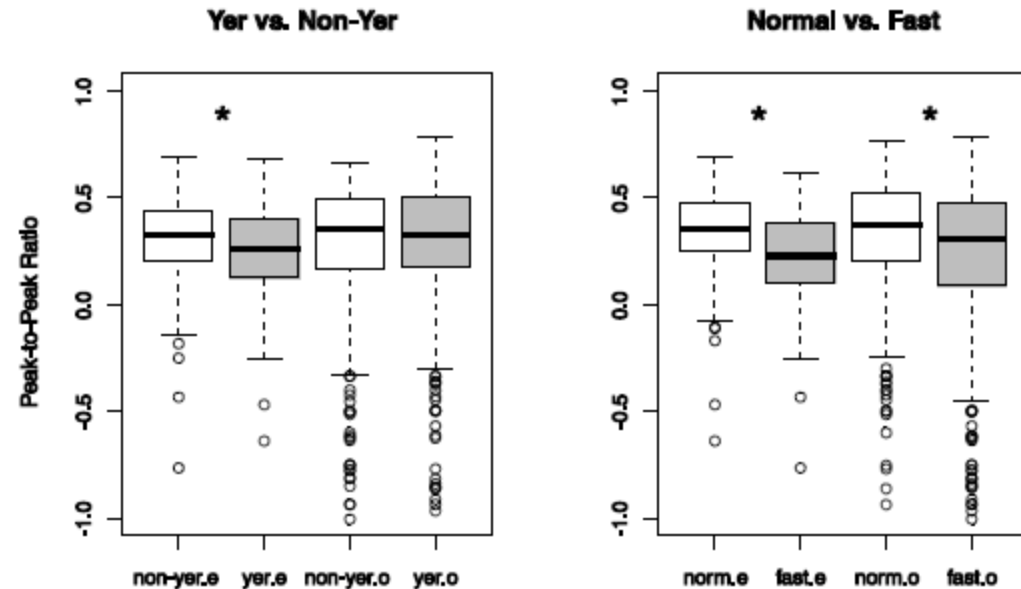 Yer vs. Non-Yer
Normal vs. Fast
Peak-to-Peak Ratio
1.0
0.5
0.0
-0.5
-1.0
*
non-yer.e yer.e non-yer.o yer.o
1.0
0.5
0.0
-0.5
-1.0
* *
norm.e fast.e norm.o fast.o